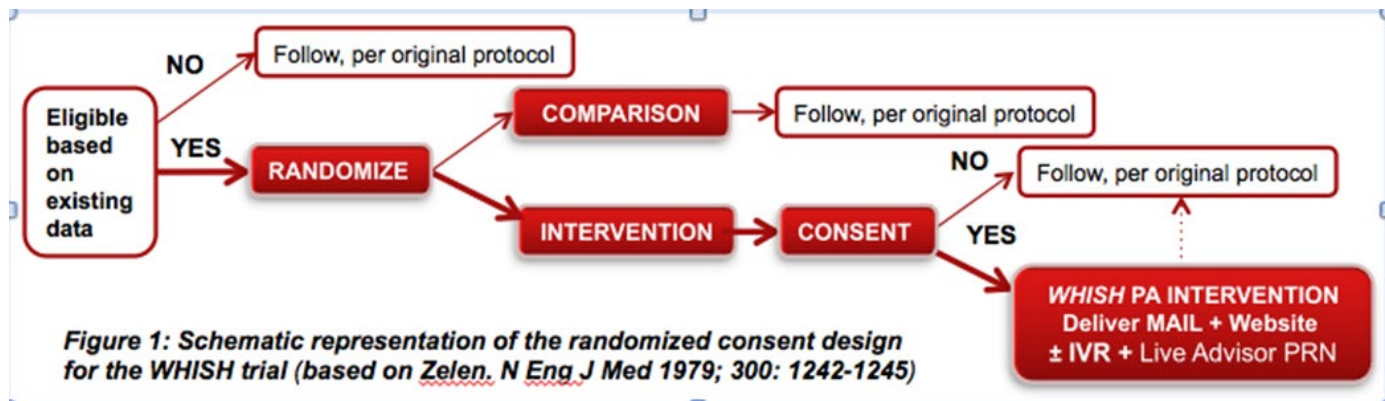 Eligible
based
on
existing
data
NO
Follow, per original protocol
YES
RANDOMIZE
COMPARISON
Follow, per original protocol
INTERVENTION
CONSENT
NO
Follow, per original protocol
YES
WHISH PA INTERVENTION
Deliver MAIL + Website
± IVR + Live Advisor PRN
Figure 1: Schematic representation of the randomized consent design
for the WHISH trial (based on Zelen. N Eng J Med 1979; 300: 1242-1245)